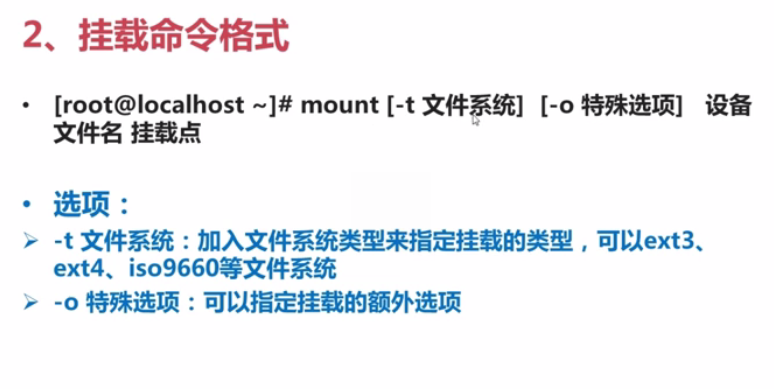 2、挂载命令格式
• [root@localhost ~]# mount [-t 文件系统] [-o 特殊选项] 设备
文件名 挂载点
• 选项：
➢ -t 文件系统：加入文件系统类型来指定挂载的类型，可以ext3、
ext4、iso9660等文件系统
➢ -o 特殊选项：可以指定挂载的额外选项